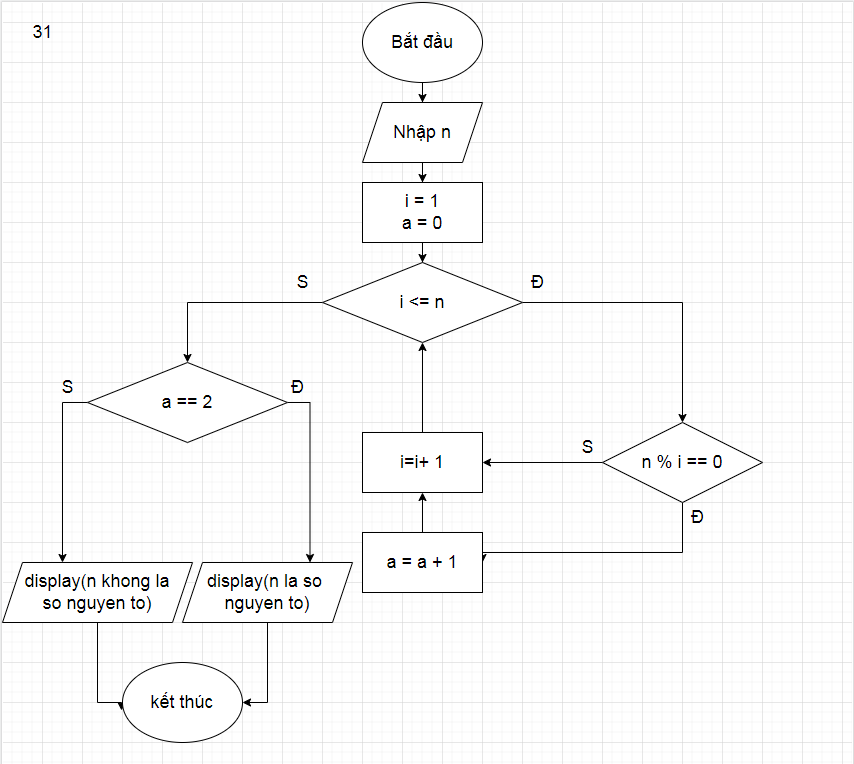 31
Bắt đầu
Nhập n
i = 1
a = 0
S
Đ
i <= n
S
Đ
a == 2
S
i=i+ 1
n % i == 0
Đ
a = a + 1
display(n khong la
so nguyen to)
display(n la so
nguyen to)
kết thúc